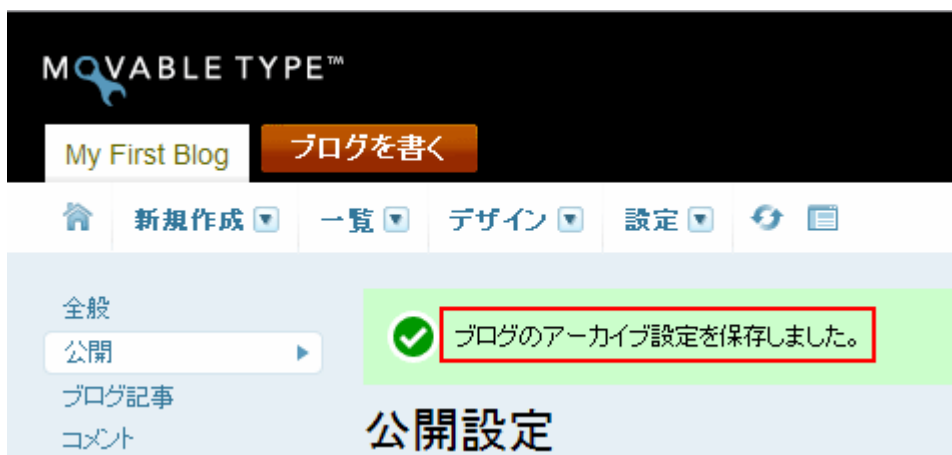 MOVABLE TYPE™
My First Blog ブログを書く
新規作成 一覧 デザイン 設定
全般
公開
ブログ記事
コメント
ブログのアーカイブ設定を保存しました。
公開設定